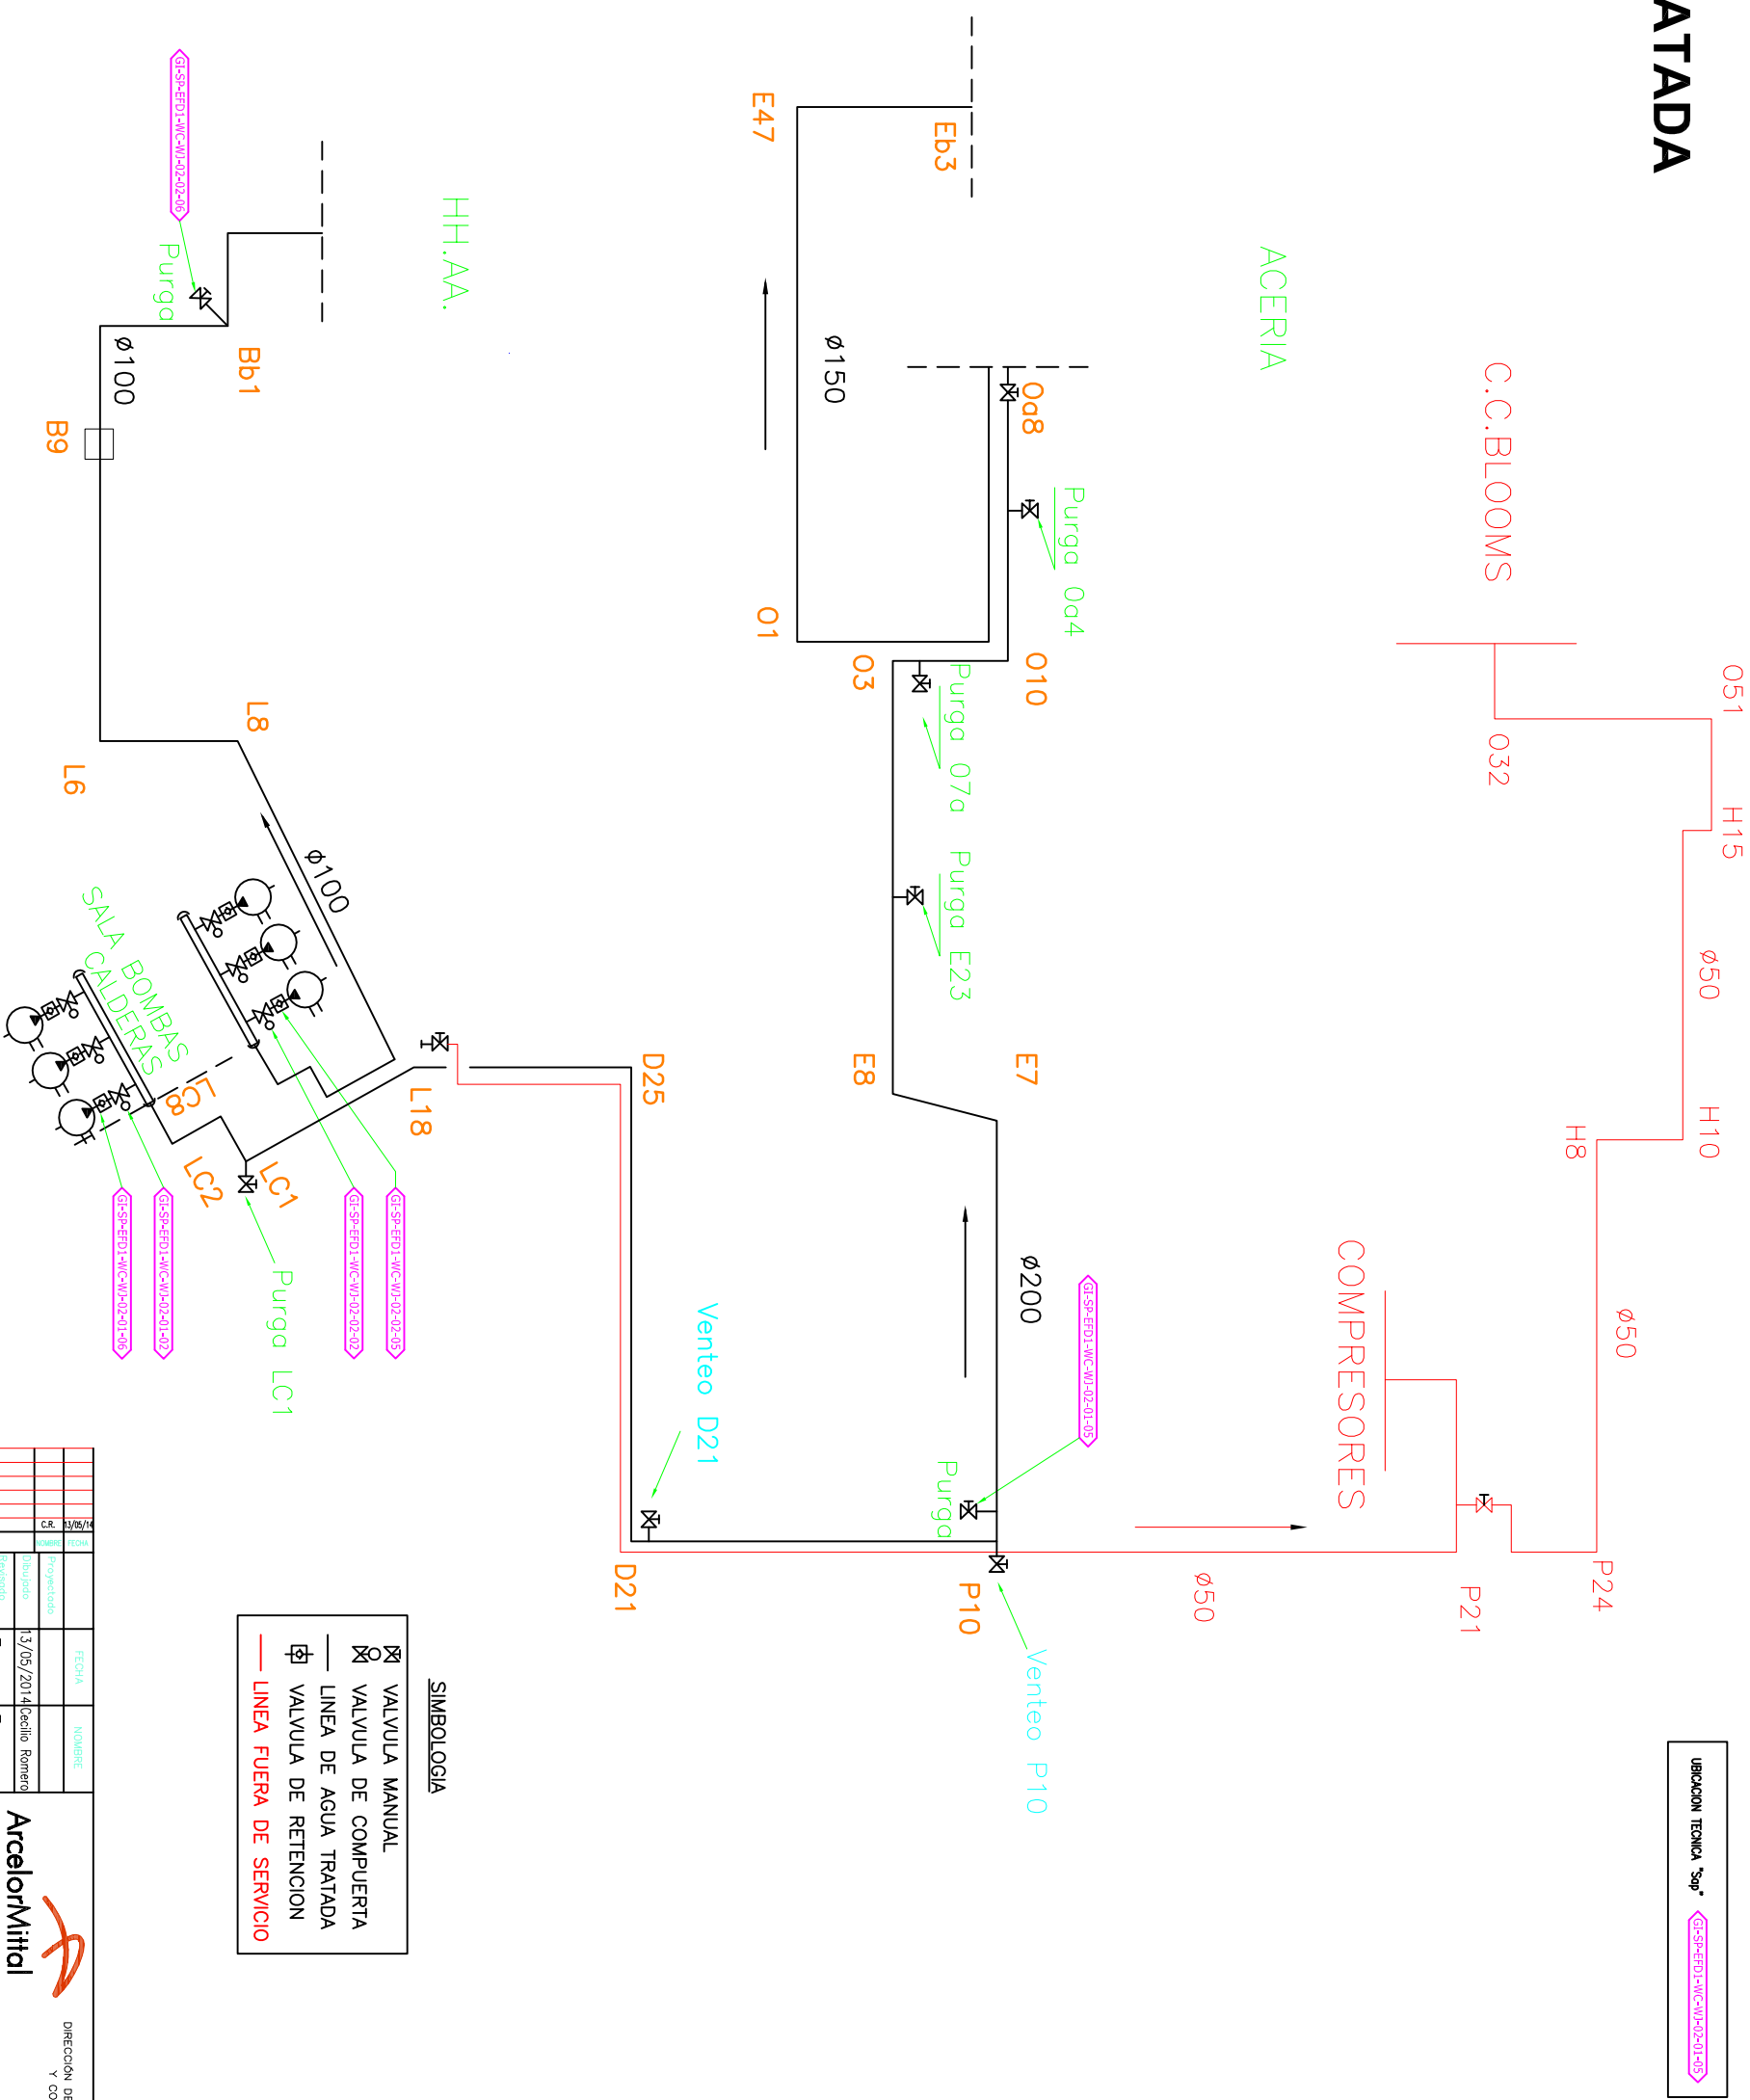 ATADA
UBICACION TECNICA "Sap"
GI-SP-EFD1-WC-WJ-02-01-05
O51
H15
Ø50
H10
C.C.BLOOMS
O32
H8
Ø50
P24
ACERIA
COMPRESORES
P21
Ø50
Eb3
E47
Ø150
Oa8
Purga Oa4
O1
O3
O10
Purga O7a
Purga E23
E8
E7
Ø200
GI-SP-EFD1-WC-WJ-02-01-05
Purga
P10
Venteo P10
HH.AA.
D25
Venteo D21
D21
GI-SP-EFD1-WC-WJ-02-02-06
Purga
Bb1
Ø100
B9
L8
L6
Ø100
SALA BOMBAS
CALDERAS
L18
LC1
LC2
LC8
Purga LC1
GI-SP-EFD1-WC-WJ-02-02-05
GI-SP-EFD1-WC-WJ-02-02-02
GI-SP-EFD1-WC-WJ-02-01-02
GI-SP-EFD1-WC-WJ-02-01-06
SIMBOLOGIA
VALVULA MANUAL
VALVULA DE COMPUERTA
LINEA DE AGUA TRATADA
VALVULA DE RETENCION
LINEA FUERA DE SERVICIO
13/05/14 FECHA
C.R. NOMBRE
FECHA NOMBRE
Proyectado
Dibujado 13/05/2014 Cecilio Romero
Revisado
ArcelorMittal
DIRECCIÓN DE
Y CO